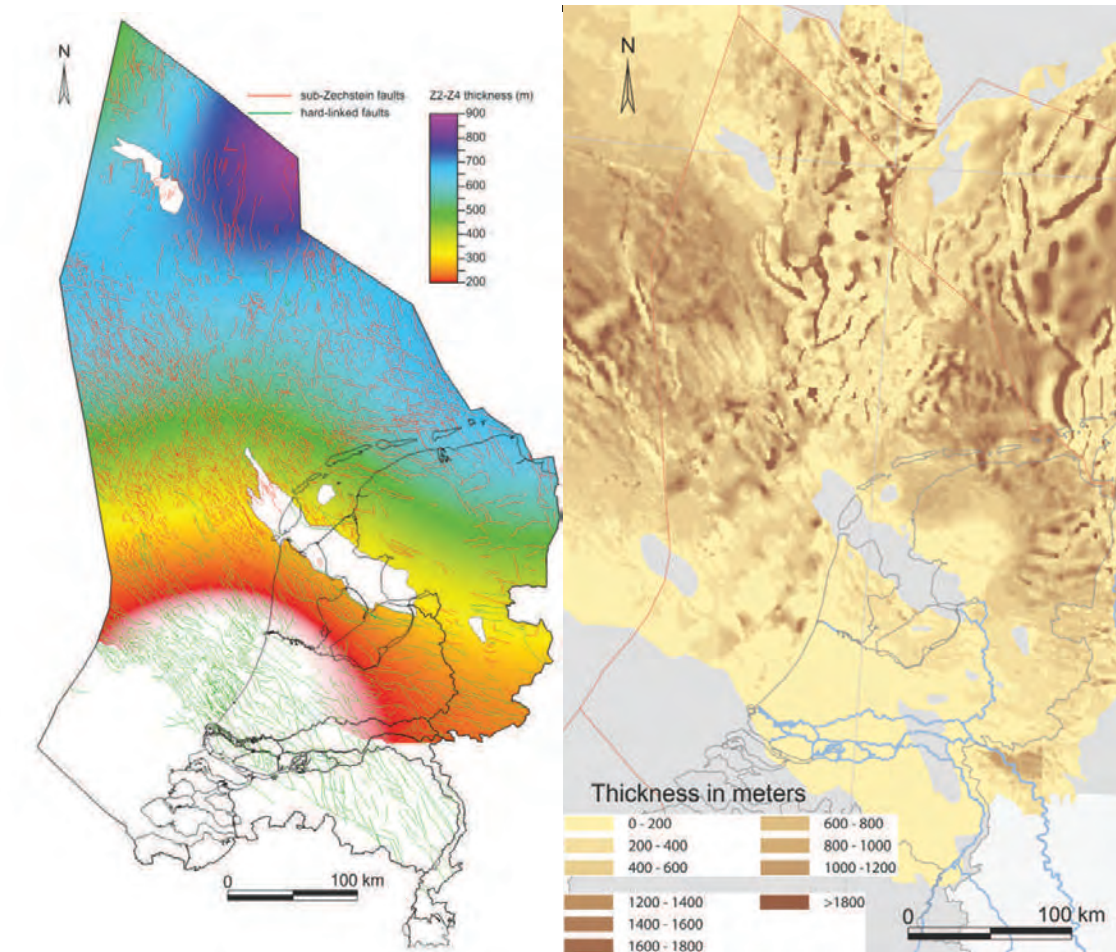 N
sub-Zechstein faults
hard-linked faults
Z2-Z4 thickness (m)
900
800
700
600
500
400
300
200
0
100 km
N
Thickness in meters
0 - 200
200 - 400
400 - 600
600 - 800
800 - 1000
1000 -1200
1200 - 1400
1400 - 1600
1600 - 1800
>1800
0
100 km